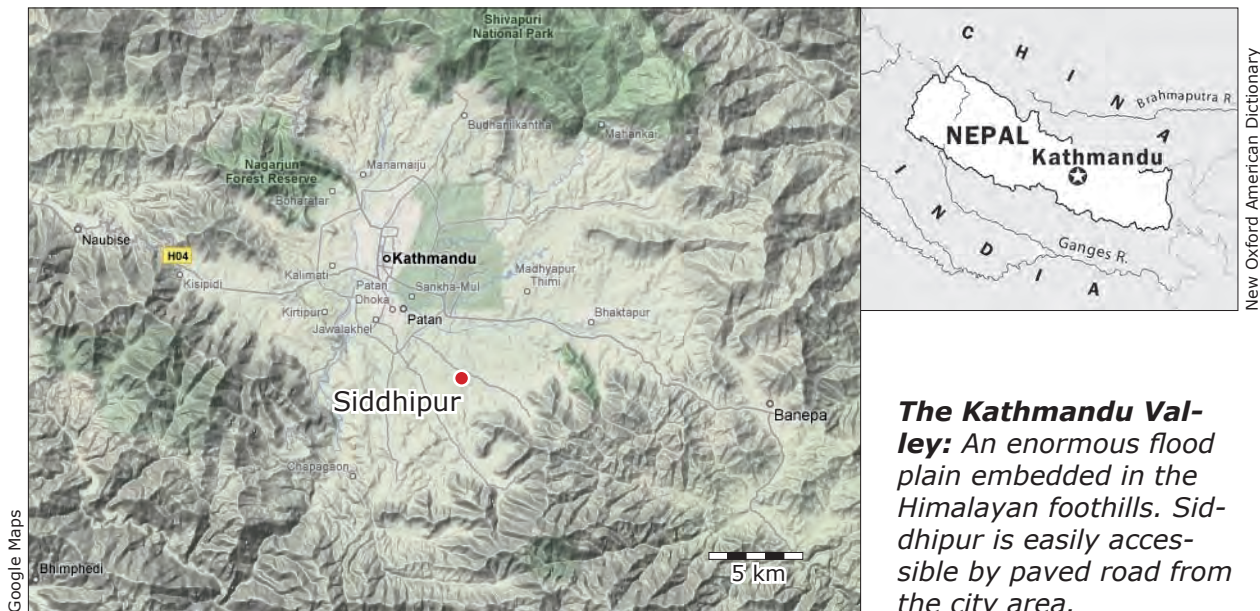 Shivapuri
National Park
Budhanilkantha
Mahankal
Manamaiju
Nagarjun
Forest Reserve
Boharatar
Naubise
H04
Kathmandu
Kisipidi
Kalimati
Madhyapur
Thimi
Patan
Dhoka
Sankha-Mul
Kirtipur
Patan
Jawalakhel
Bhaktapur
Siddhipur
Banepa
Chapagaon
5 km
Bhimphedi
Google Maps
CHINA
Brahmaputra R.
NEPAL
Kathmandu
INDIA
Ganges R.
New Oxford American Dictionary
The Kathmandu Val-
ley: An enormous flood
plain embedded in the
Himalayan foothills. Sid-
dhipur is easily acces-
sible by paved road from
the city area.